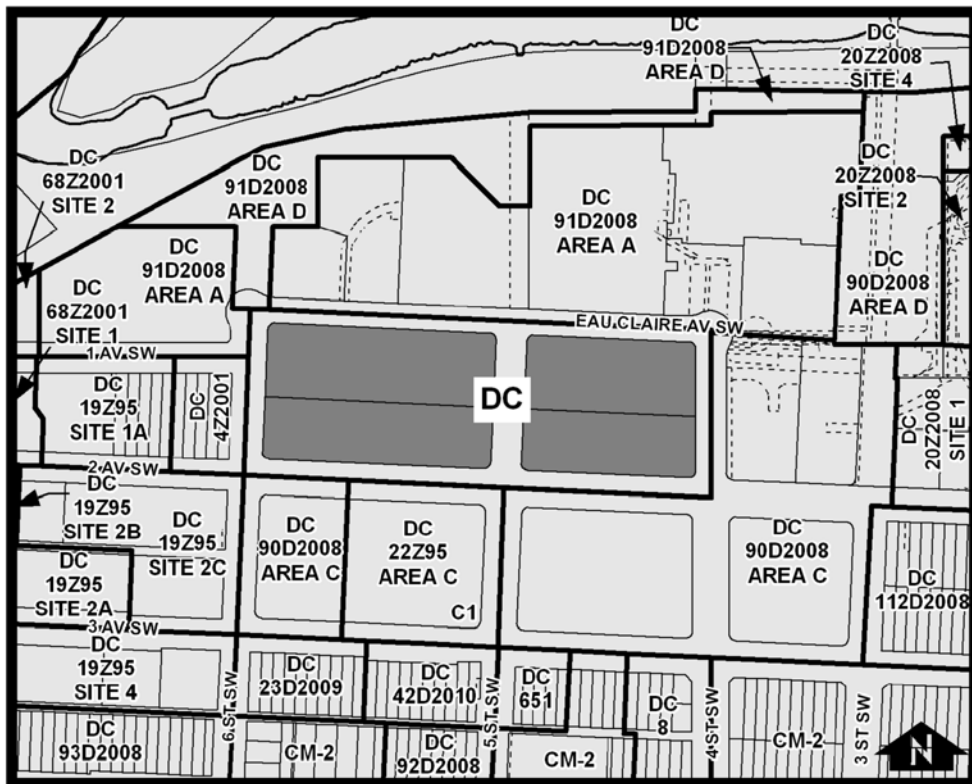 DC
91D2008
AREA D
DC
20Z2008
SITE 4
DC
68Z2001
SITE 2
DC
91D2008
AREA D
DC
91D2008
AREA A
DC
20Z2008
SITE 2
DC
91D2008
AREA A
DC
90D2008
AREA D
DC
68Z2001
SITE 1
EAU CLAIRE AV SW
1 AV SW
DC
19Z95
SITE 1A
DC
4Z2001
DC
DC
20Z2008
SITE 1
2 AV SW
DC
19Z95
SITE 2B
DC
19Z95
SITE 2C
DC
90D2008
AREA C
DC
22Z95
AREA C
C1
DC
90D2008
AREA C
DC
112D2008
DC
19Z95
SITE 2A
3 AV SW
DC
19Z95
SITE 4
6 ST SW
DC
23D2009
DC
42D2010
5 ST SW
DC
651
DC
8
4 ST SW
3 ST SW
DC
93D2008
CM-2
DC
92D2008
CM-2
CM-2
N